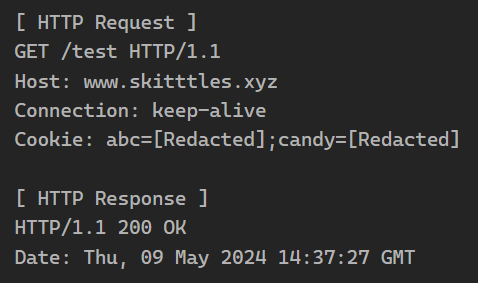 [ HTTP Request ]
GET /test HTTP/1.1
Host: www.skitttles.xyz
Connection: keep-alive
Cookie: abc=[Redacted];candy=[Redacted]
[ HTTP Response ]
HTTP/1.1 200 OK
Date: Thu, 09 May 2024 14:37:27 GMT